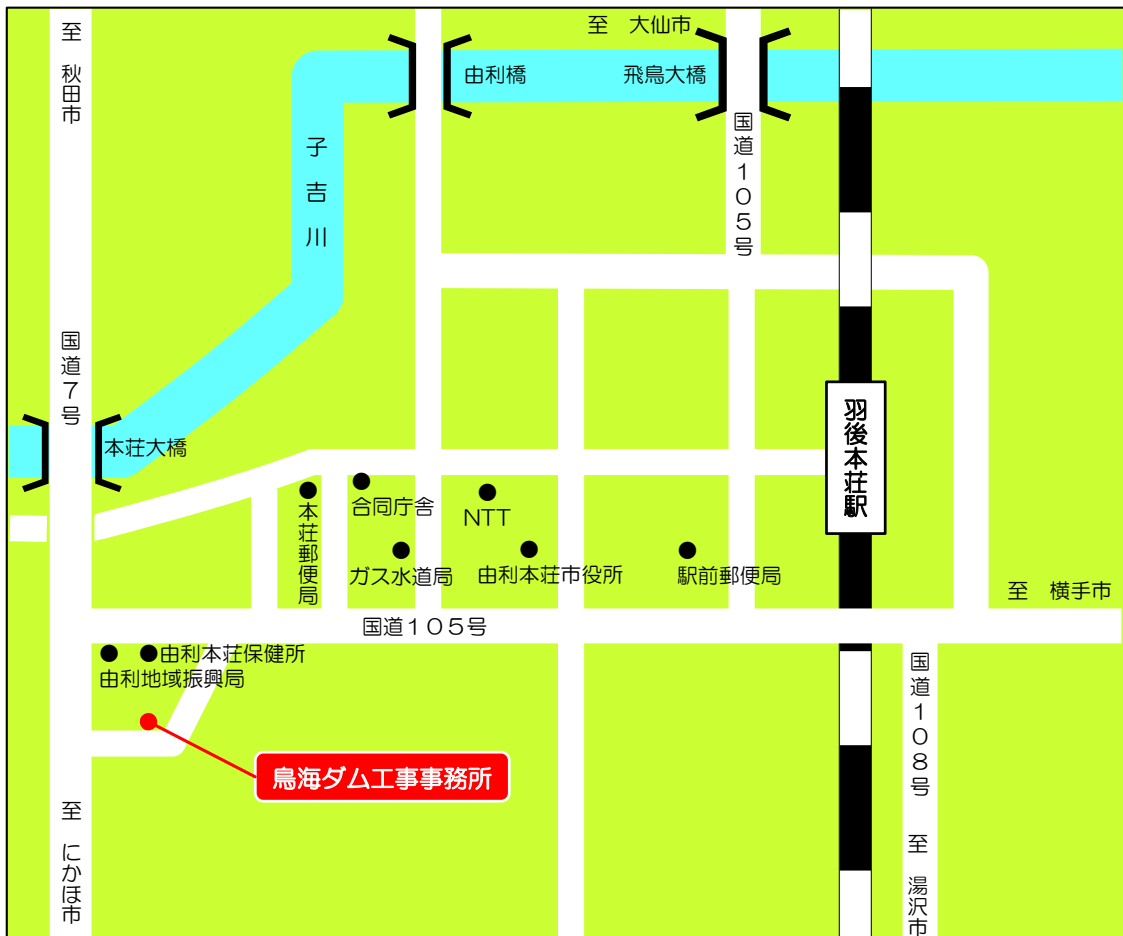 至　秋田市
至　大仙市
由利橋
飛鳥大橋
国道１０５号
子吉川
国道７号
本荘大橋
羽後本荘駅
合同庁舎
NTT
本荘郵便局
ガス水道局
由利本荘市役所
駅前郵便局
至　横手市
国道１０５号
由利本荘保健所
由利地域振興局
国道１０８号
鳥海ダム工事事務所
至　にかほ市
至　湯沢市